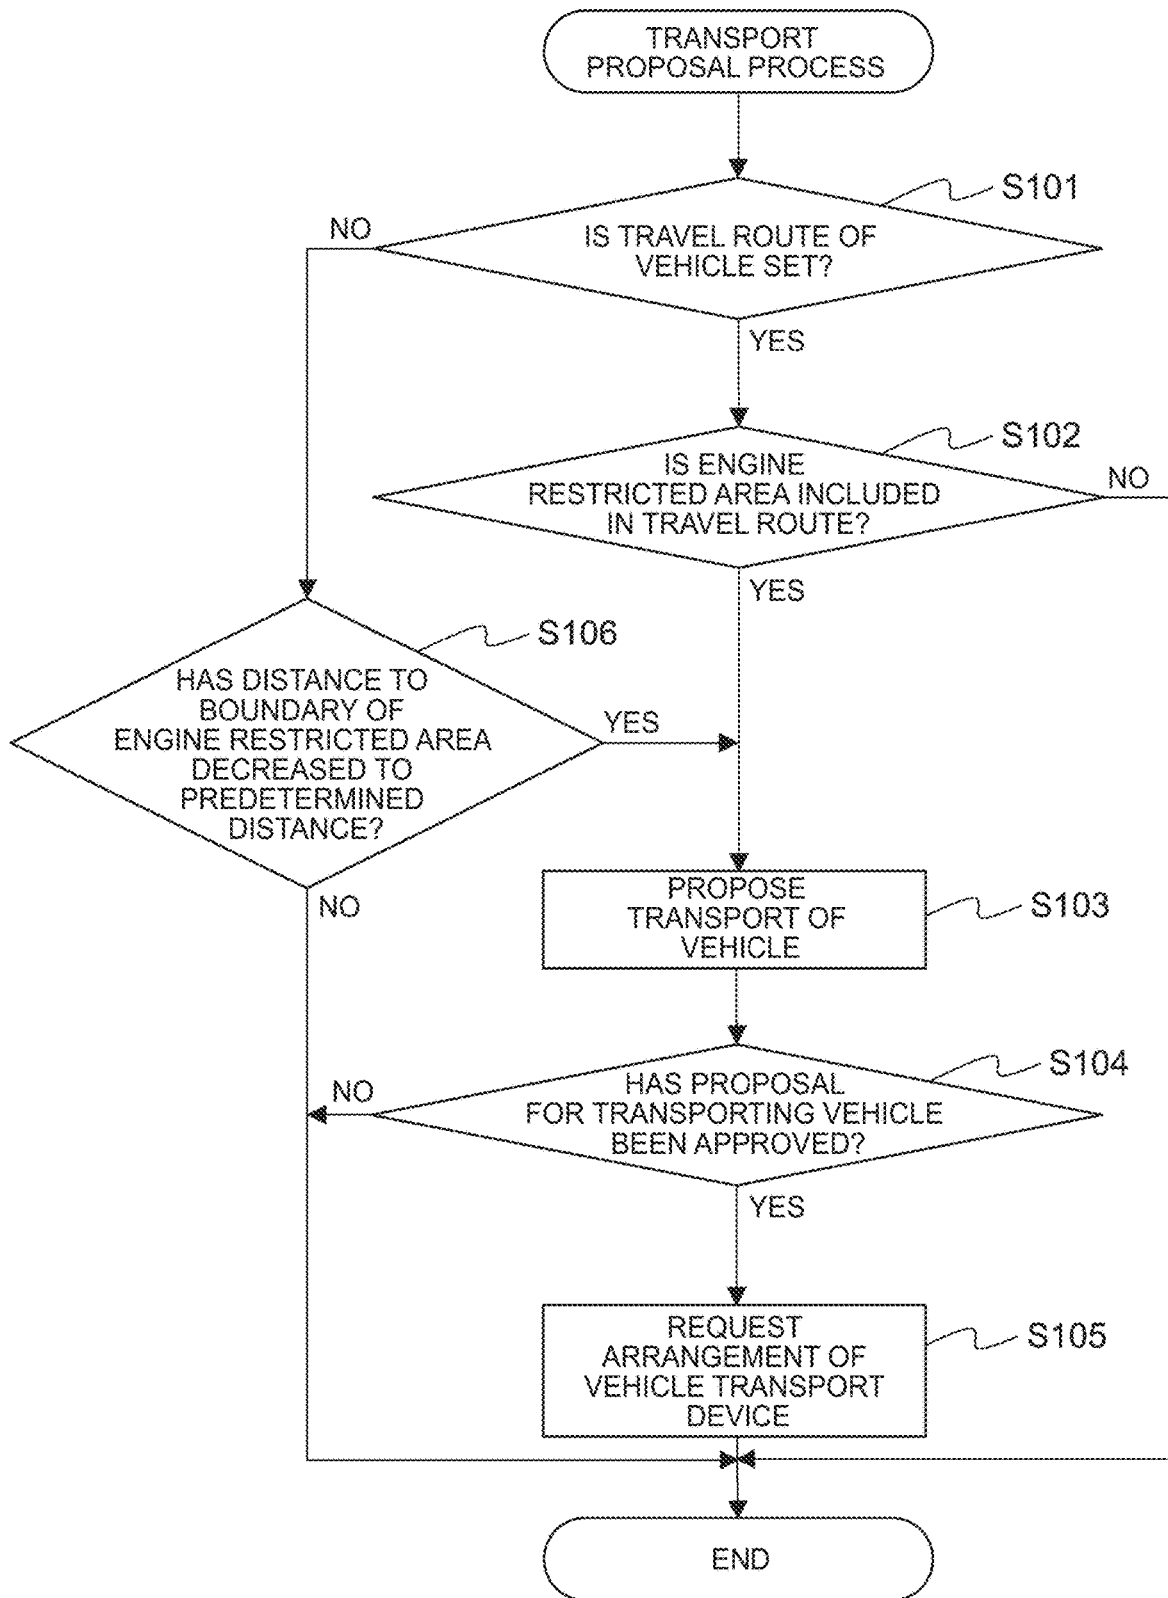 TRANSPORT
PROPOSAL PROCESS
S101
NO
IS TRAVEL ROUTE OF
VEHICLE SET?
YES
S102
IS ENGINE
RESTRICTED AREA INCLUDED
IN TRAVEL ROUTE?
NO
YES
S106
HAS DISTANCE TO
BOUNDARY OF
ENGINE RESTRICTED AREA
DECREASED TO
PREDETERMINED
DISTANCE?
YES
NO
PROPOSE
TRANSPORT OF
VEHICLE
S103
S104
NO
HAS PROPOSAL
FOR TRANSPORTING VEHICLE
BEEN APPROVED?
YES
REQUEST
ARRANGEMENT OF
VEHICLE TRANSPORT
DEVICE
S105
END